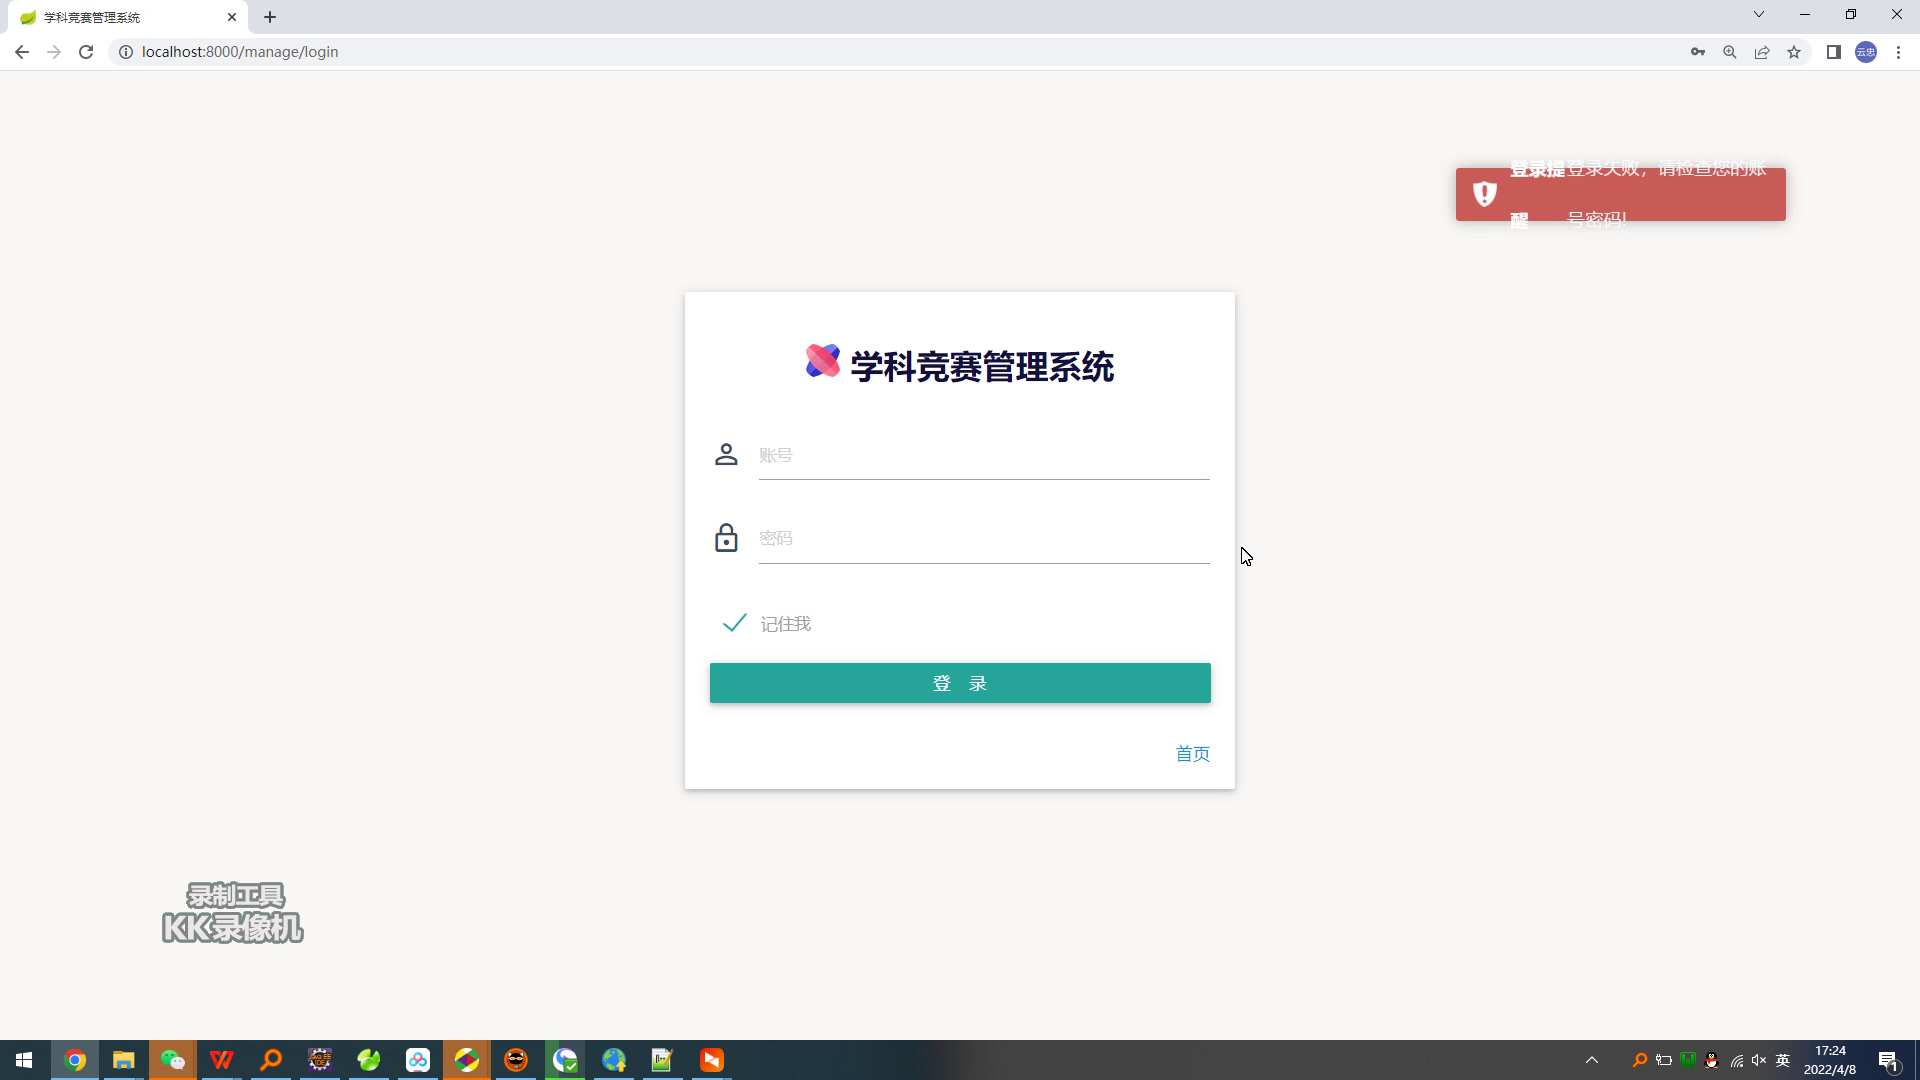 学科竞赛管理系统
localhost:8000/manage/login
云忠
登录提 登录失败，请检查您的账
醒 号密码!
学科竞赛管理系统
账号
密码
记住我
登 录
首页
录制工具
KK录像机
英
17:24
2022/4/8
1